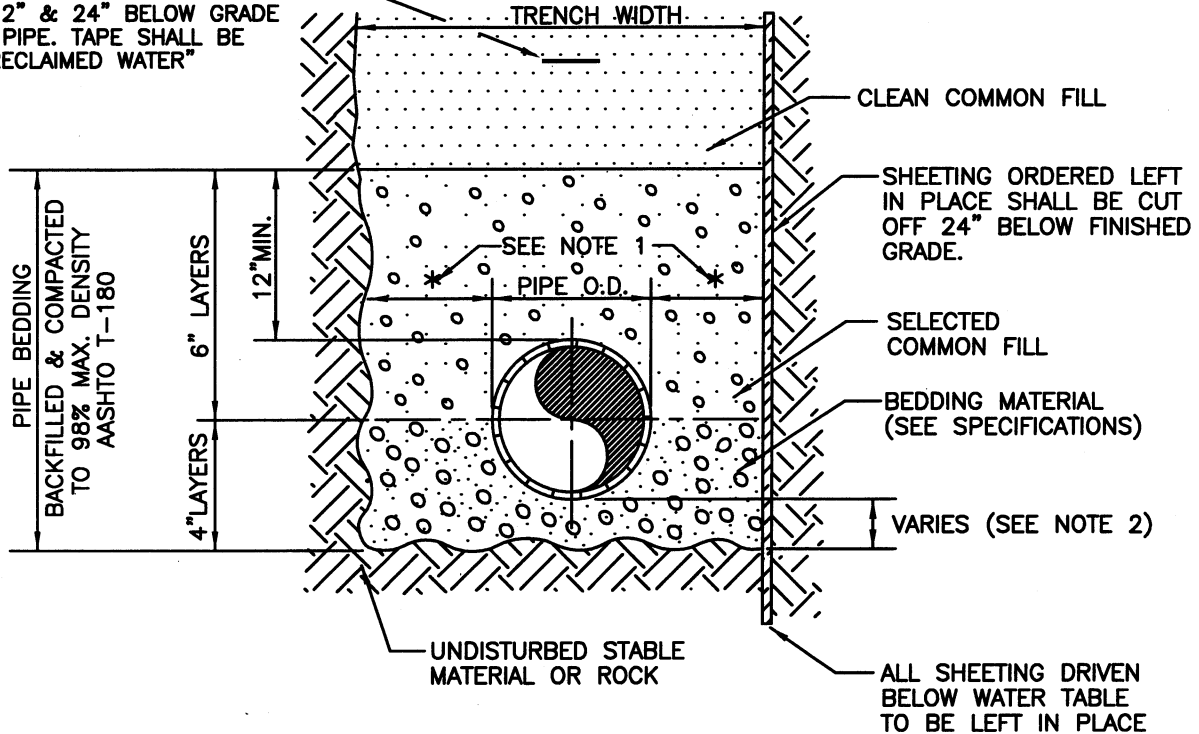 2" & 24" BELOW GRADE
PIPE. TAPE SHALL BE
ECLAIMED WATER"
TRENCH WIDTH
CLEAN COMMON FILL
SHEETING ORDERED LEFT
IN PLACE SHALL BE CUT
OFF 24" BELOW FINISHED
GRADE.
PIPE BEDDING
BACKFILLED & COMPACTED
TO 98% MAX. DENSITY
AASHTO T-180
6" LAYERS
4"LAYERS
12"MIN.
SEE NOTE 1
* *
PIPE O.D.
SELECTED
COMMON FILL
BEDDING MATERIAL
(SEE SPECIFICATIONS)
VARIES (SEE NOTE 2)
UNDISTURBED STABLE
MATERIAL OR ROCK
ALL SHEETING DRIVEN
BELOW WATER TABLE
TO BE LEFT IN PLACE